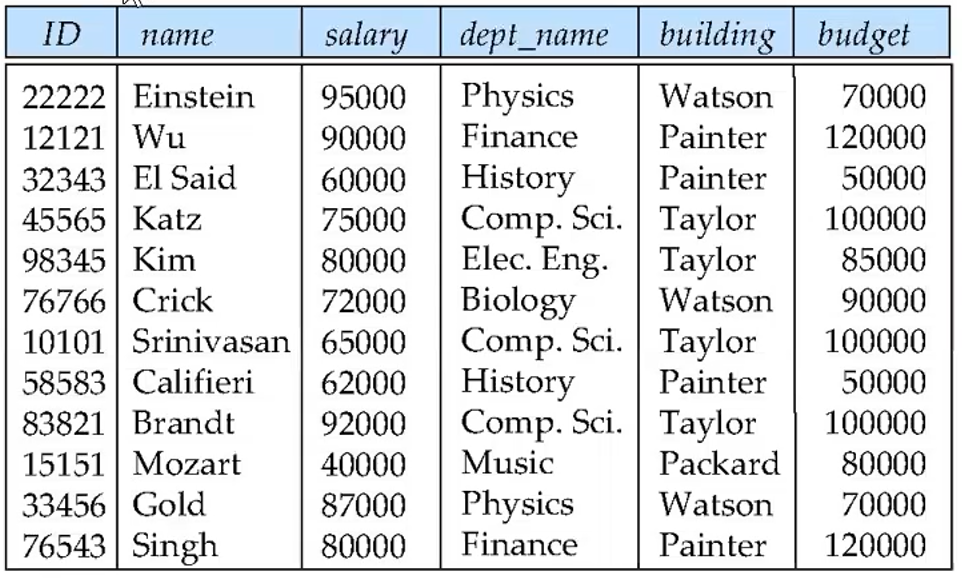 ID name salary dept_name building budget
22222 Einstein 95000 Physics Watson 70000
12121 Wu 90000 Finance Painter 120000
32343 El Said 60000 History Painter 50000
45565 Katz 75000 Comp. Sci. Taylor 100000
98345 Kim 80000 Elec. Eng. Taylor 85000
76766 Crick 72000 Biology Watson 90000
10101 Srinivasan 65000 Comp. Sci. Taylor 100000
58583 Califieri 62000 History Painter 50000
83821 Brandt 92000 Comp. Sci. Taylor 100000
15151 Mozart 40000 Music Packard 80000
33456 Gold 87000 Physics Watson 70000
76543 Singh 80000 Finance Painter 120000